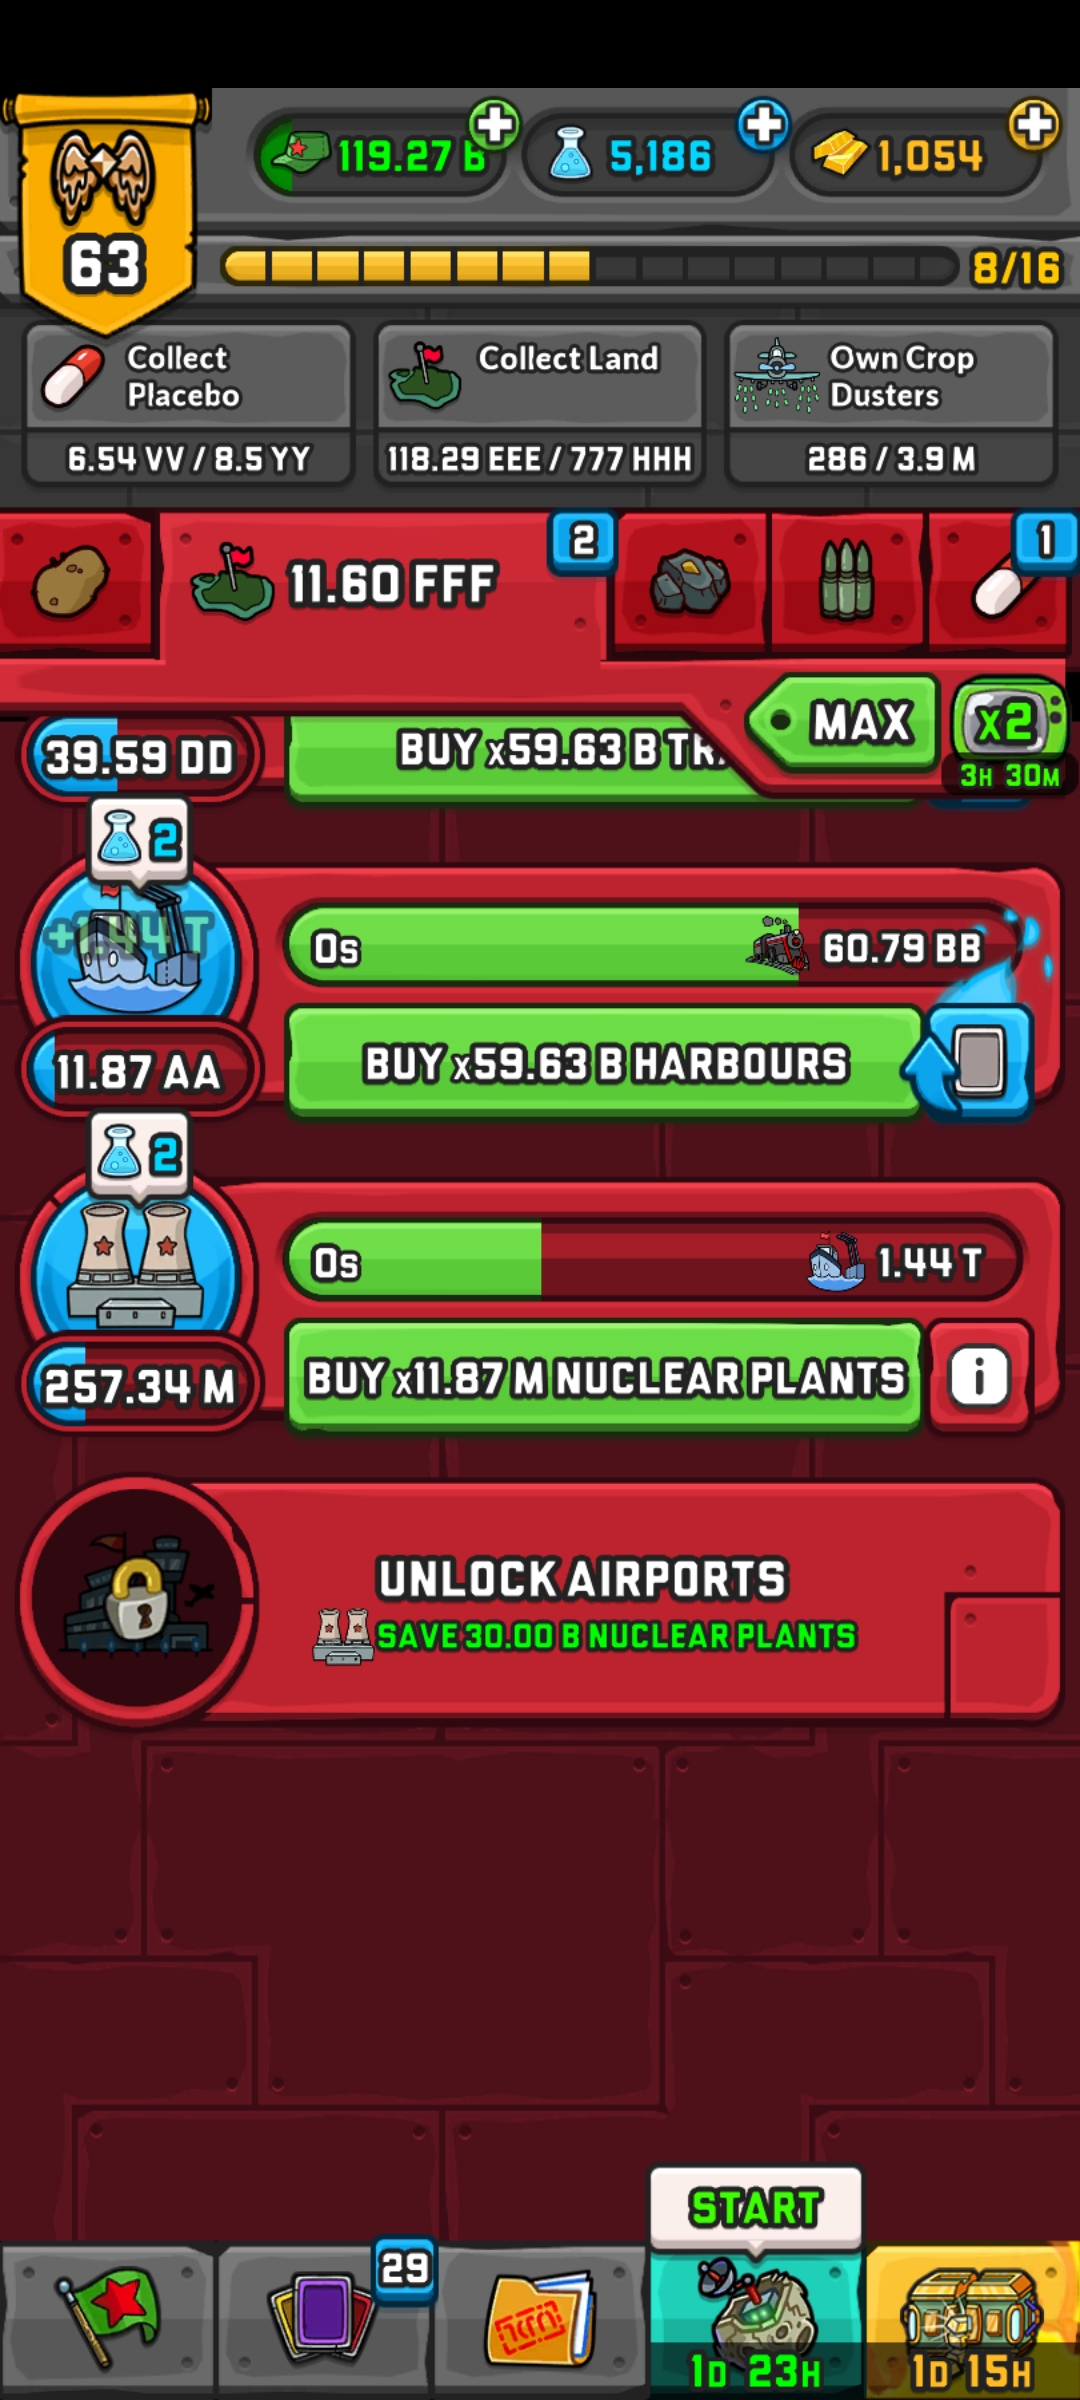 119.27 B
5,186
1,054
63
8/16
Collect
Placebo
6.54 VV / 8.5 YY
Collect Land
118.29 EEE / 777 HHH
Own Crop
Dusters
286 / 3.9 M
11.60 FFF
2
1
MAX
x2
3H 30M
39.59 DD
BUY x59.63 B
2
+1.44 T
0s
60.79 BB
11.87 AA
BUY x59.63 B HARBOURS
2
0s
1.44 T
257.34 M
BUY x11.87 M NUCLEAR PLANTS
i
UNLOCK AIRPORTS
SAVE 30.00 B NUCLEAR PLANTS
START
29
1D 23H
1D 15H